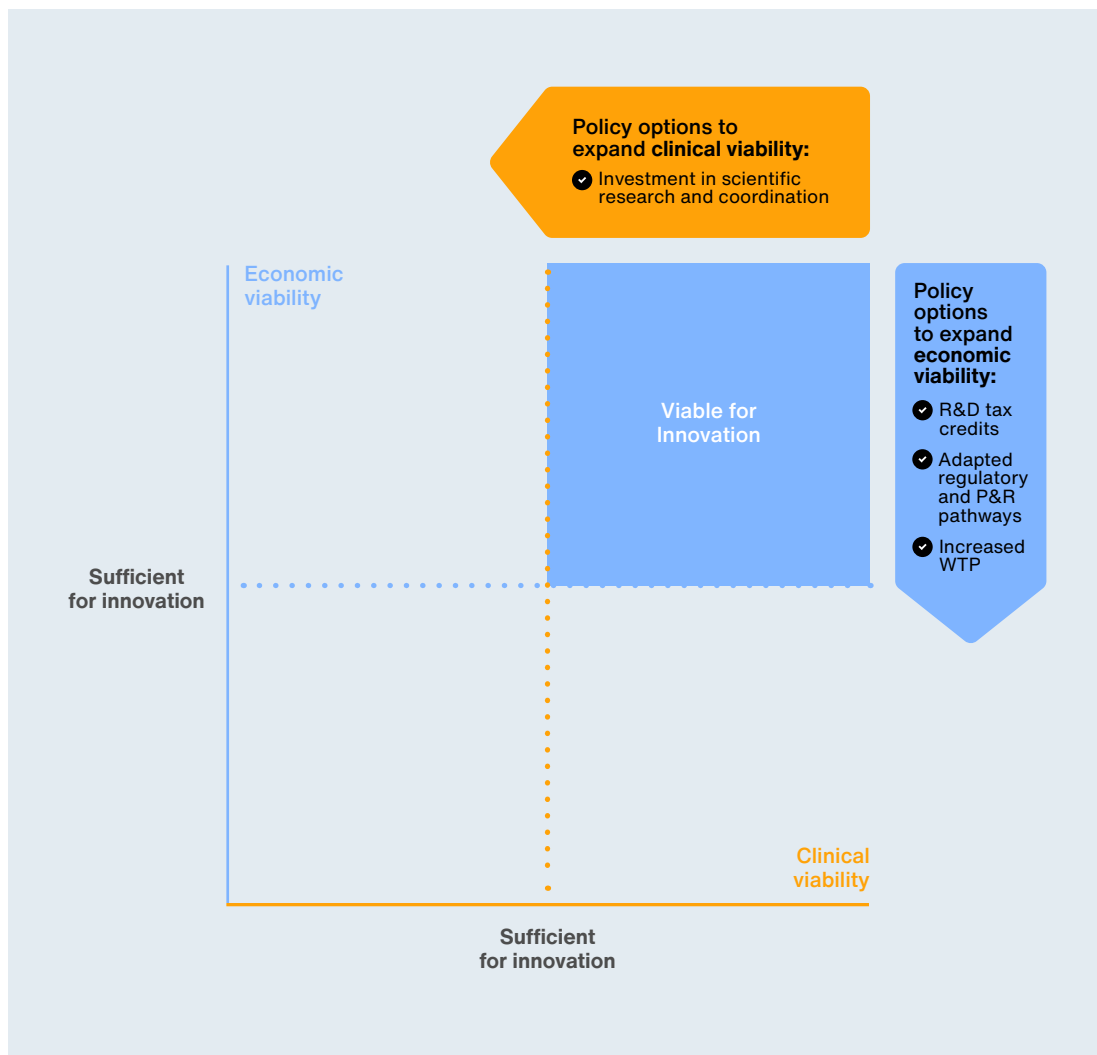 Policy options to
expand clinical viability:
Investment in scientific
research and coordination
Economic
viability
Policy
options
to expand
economic
viability:
R&D tax
credits
Adapted
regulatory
and P&R
pathways
Increased
WTP
Viable for
Innovation
Sufficient
for innovation
Clinical
viability
Sufficient
for innovation